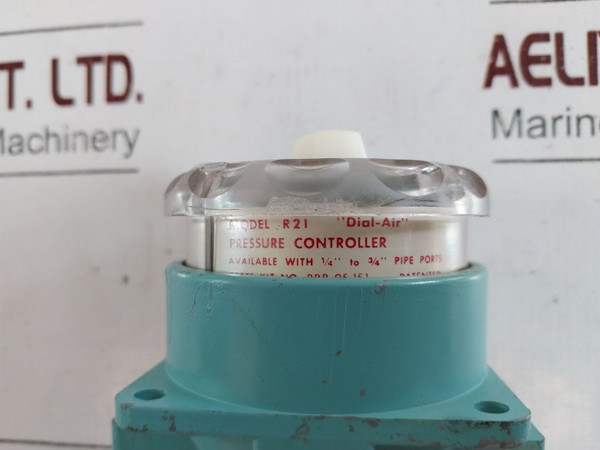 T. LTD.
Machinery
AELI
Marin
MODEL R21 "Dial-Air"
PRESSURE CONTROLLER
AVAILABLE WITH 1/4" to 3/4" PIPE PORTS
PATENTED